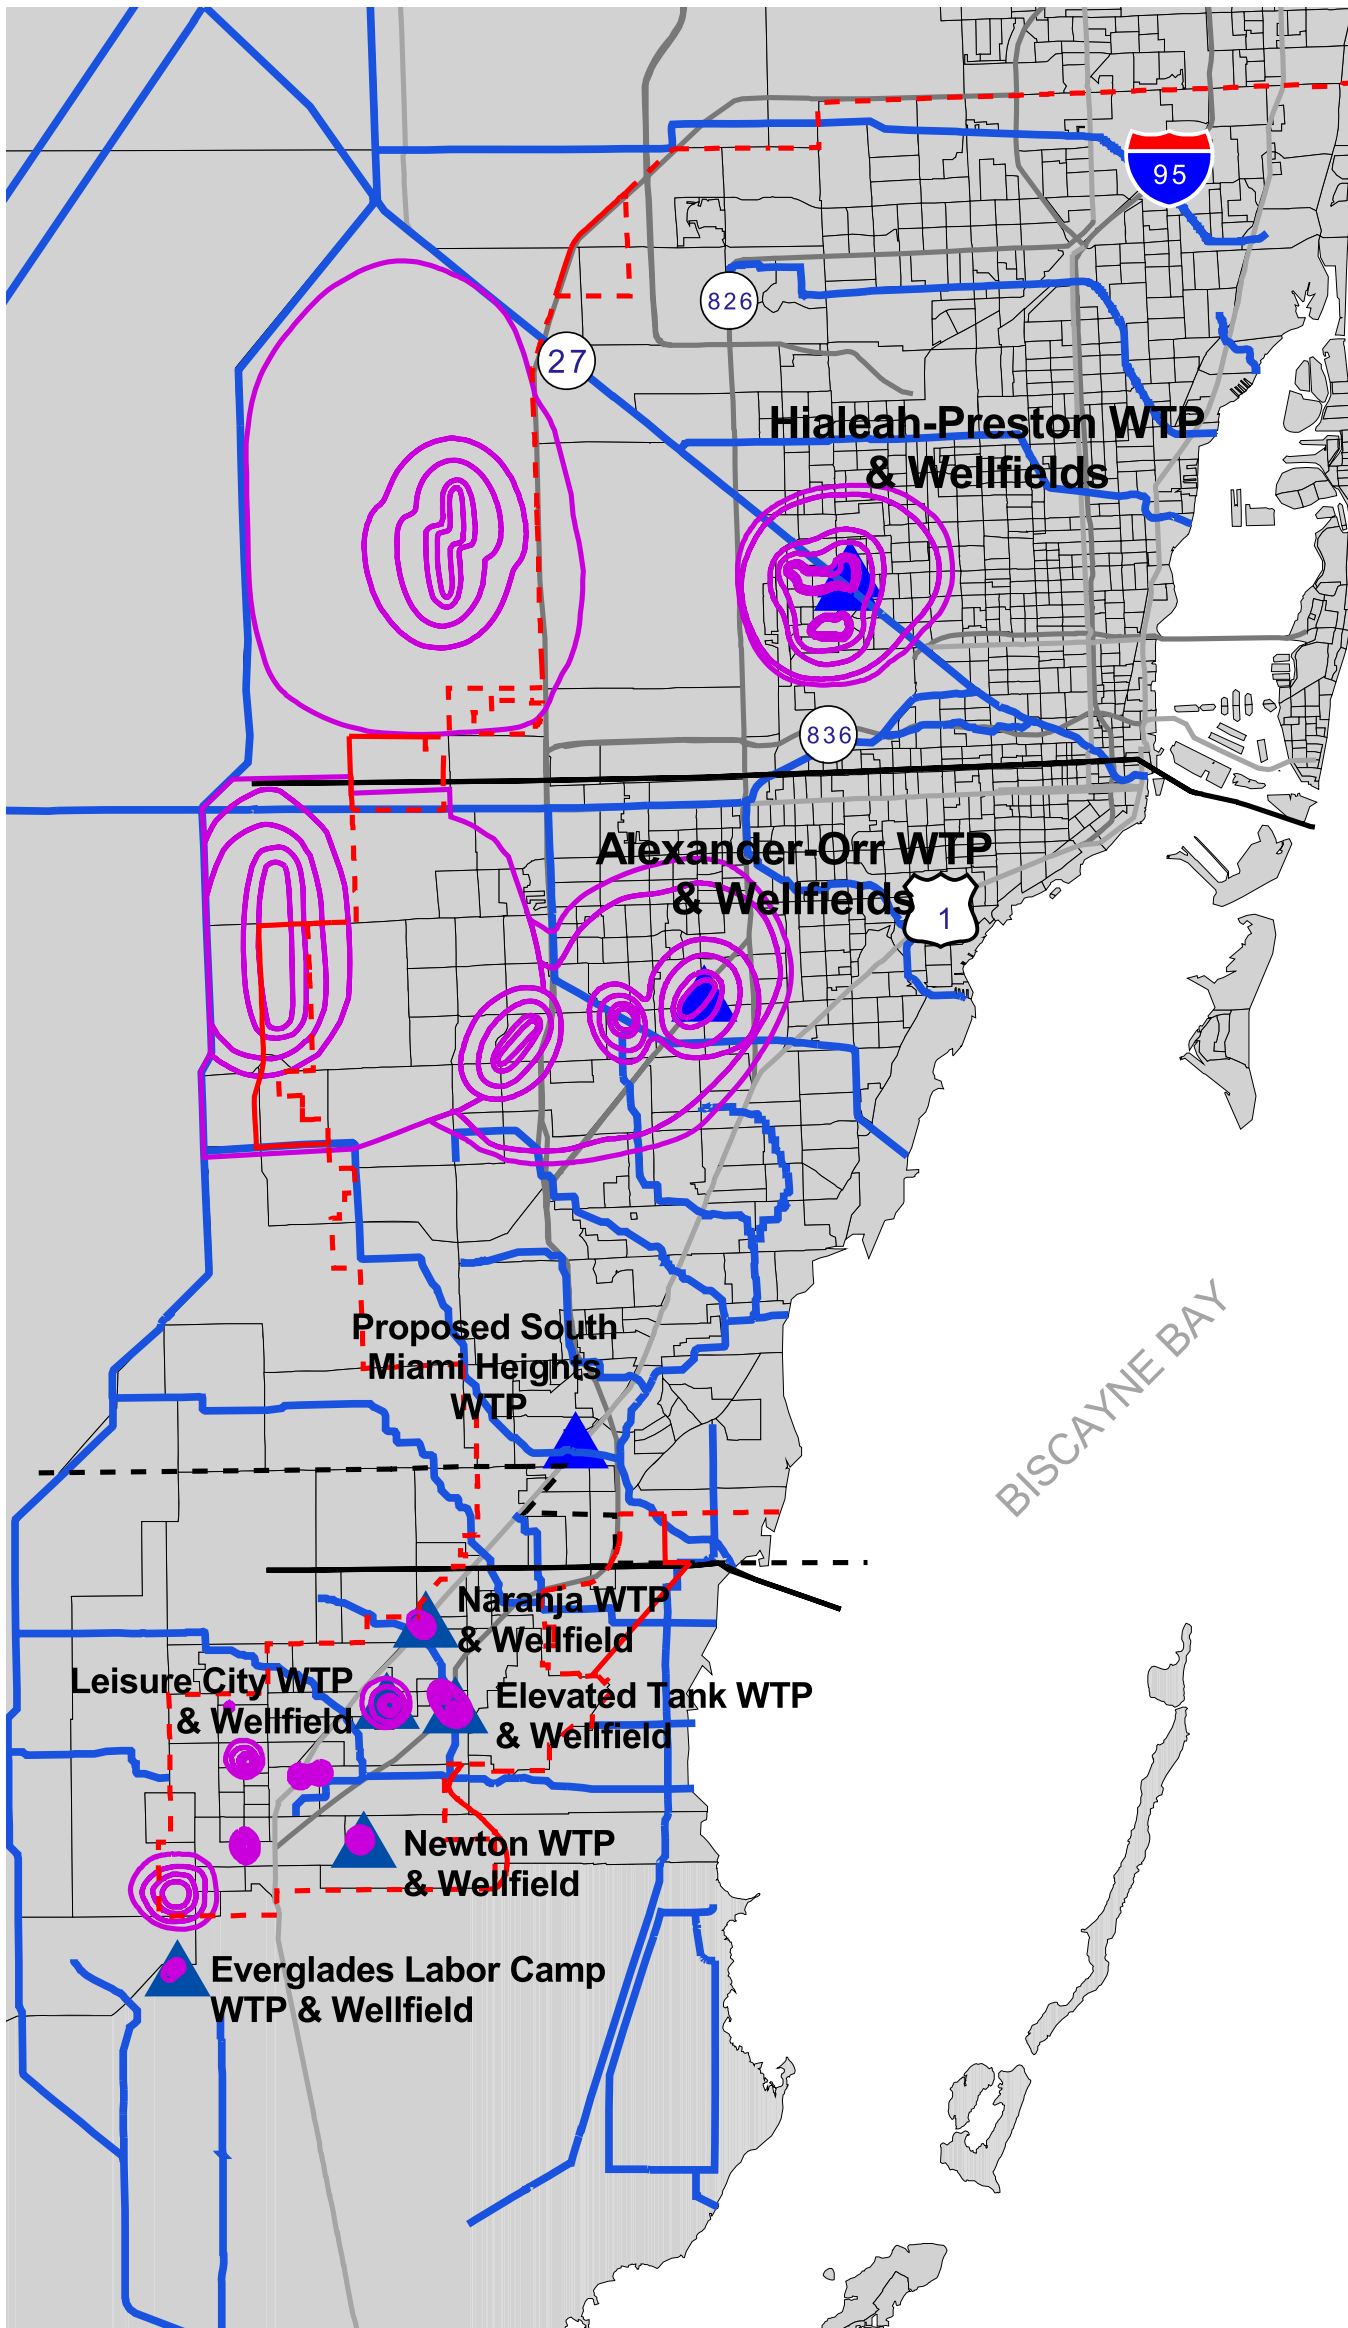 95
826
27
Hialeah-Preston WTP
& Wellfields
836
Alexander-Orr WTP
& Wellfields
1
BISCAYNE BAY
Proposed South
Miami Heights
WTP
Naranja WTP
& Wellfield
Leisure City WTP
& Wellfield
Elevated Tank WTP
& Wellfield
Newton WTP
& Wellfield
Everglades Labor Camp
WTP & Wellfield